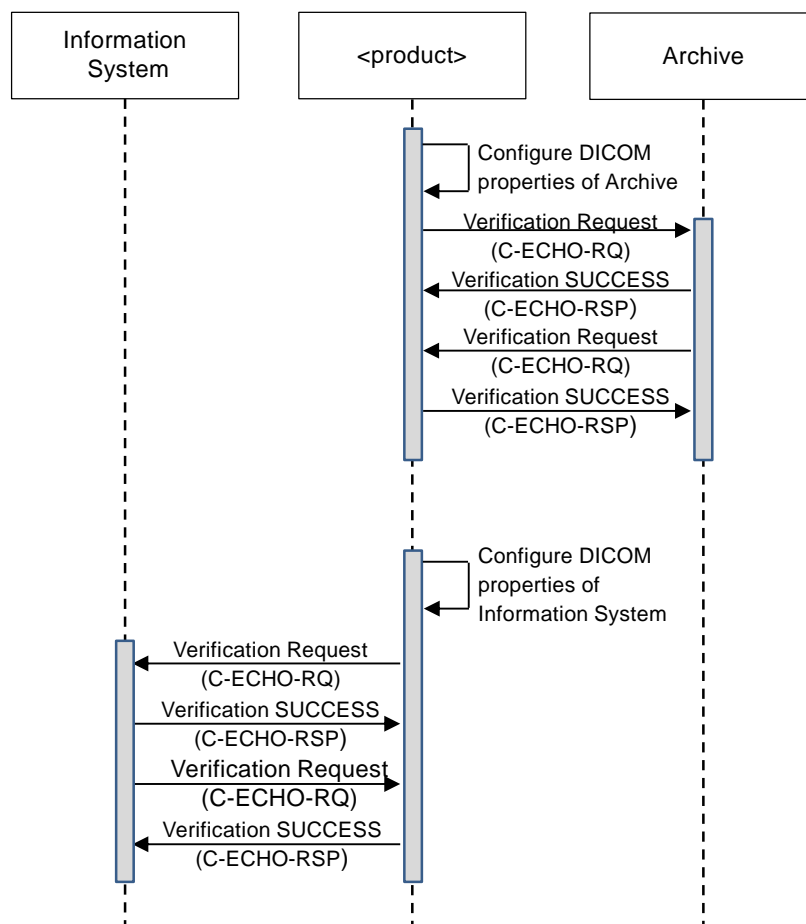 Information
System
<product>
Archive
Configure DICOM
properties of Archive
Verification Request
(C-ECHO-RQ)
Verification SUCCESS
(C-ECHO-RSP)
Verification Request
(C-ECHO-RQ)
Verification SUCCESS
(C-ECHO-RSP)
Configure DICOM
properties of
Information System
Verification Request
(C-ECHO-RQ)
Verification SUCCESS
(C-ECHO-RSP)
Verification Request
(C-ECHO-RQ)
Verification SUCCESS
(C-ECHO-RSP)